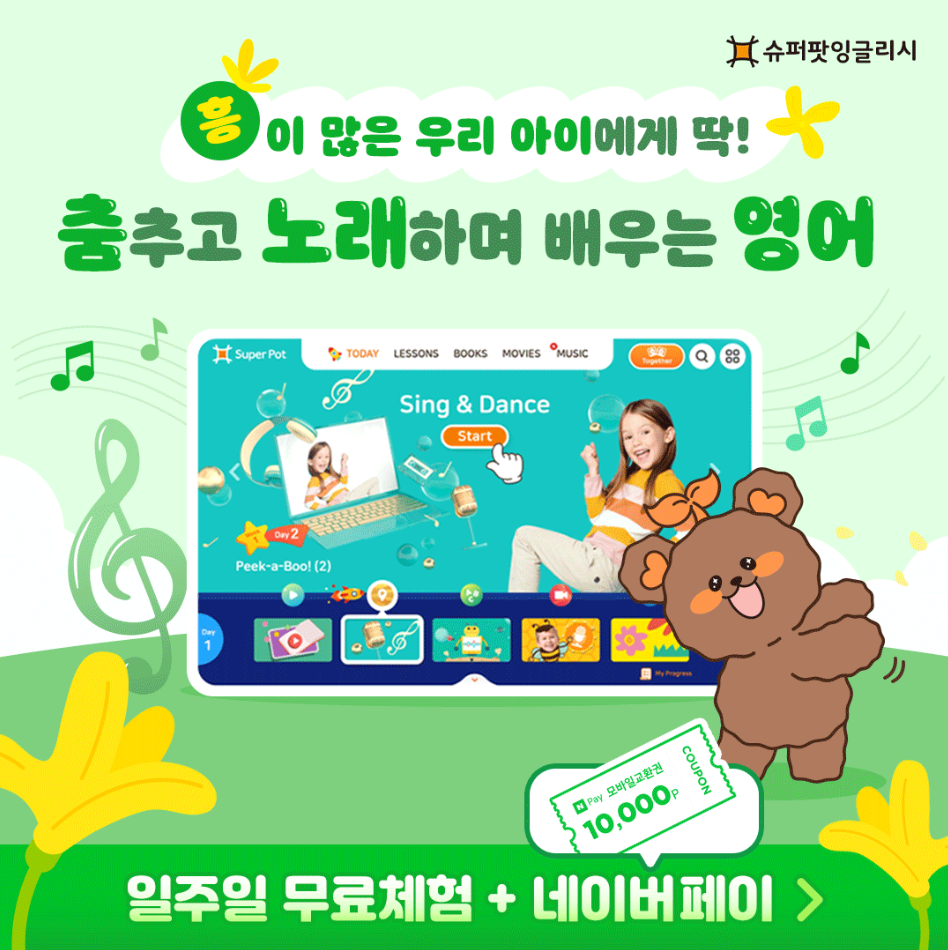 슈퍼팟잉글리시
흥이 많은 우리 아이에게 딱!
춤추고 노래하며 배우는 영어
Super Pot TODAY LESSONS BOOKS MOVIES MUSIC Together
Sing & Dance
Start
Day 2
Peek-a-Boo! (2)
Day
1
My Progress
N Pay 모바일교환권
10,000P
COUPON
일주일 무료체험 + 네이버페이 >